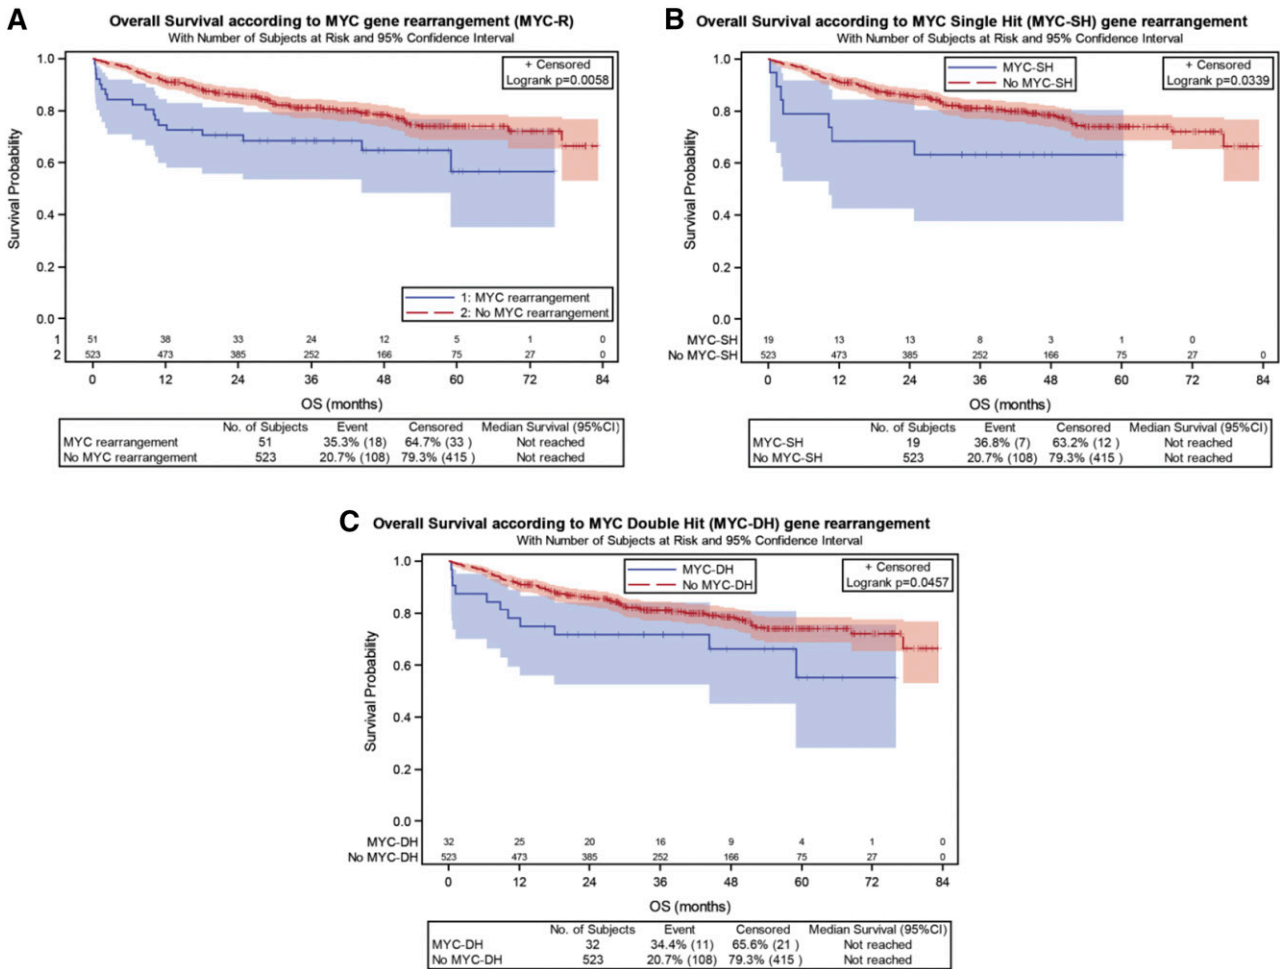 A
Overall Survival according to MYC gene rearrangement (MYC-R)
With Number of Subjects at Risk and 95% Confidence Interval
+ Censored
Logrank p=0.0058
Survival Probability
1.0
0.8
0.6
0.4
0.2
0.0
1: MYC rearrangement
2: No MYC rearrangement
1 51 38 33 24 12 5 1 0
2 523 473 385 252 166 75 27 0
0 12 24 36 48 60 72 84
OS (months)
No. of Subjects Event Censored Median Survival (95%CI)
MYC rearrangement 51 35.3% (18) 64.7% (33 ) Not reached
No MYC rearrangement 523 20.7% (108) 79.3% (415 ) Not reached
B
Overall Survival according to MYC Single Hit (MYC-SH) gene rearrangement
With Number of Subjects at Risk and 95% Confidence Interval
MYC-SH
No MYC-SH
+ Censored
Logrank p=0.0339
Survival Probability
1.0
0.8
0.6
0.4
0.2
0.0
MYC-SH 19 13 13 8 3 1 0
No MYC-SH 523 473 385 252 166 75 27 0
0 12 24 36 48 60 72 84
OS (months)
No. of Subjects Event Censored Median Survival (95%CI)
MYC-SH 19 36.8% (7) 63.2% (12 ) Not reached
No MYC-SH 523 20.7% (108) 79.3% (415 ) Not reached
C
Overall Survival according to MYC Double Hit (MYC-DH) gene rearrangement
With Number of Subjects at Risk and 95% Confidence Interval
MYC-DH
No MYC-DH
+ Censored
Logrank p=0.0457
Survival Probability
1.0
0.8
0.6
0.4
0.2
0.0
MYC-DH 32 25 20 16 9 4 1 0
No MYC-DH 523 473 385 252 166 75 27 0
0 12 24 36 48 60 72 84
OS (months)
No. of Subjects Event Censored Median Survival (95%CI)
MYC-DH 32 34.4% (11) 65.6% (21 ) Not reached
No MYC-DH 523 20.7% (108) 79.3% (415 ) Not reached